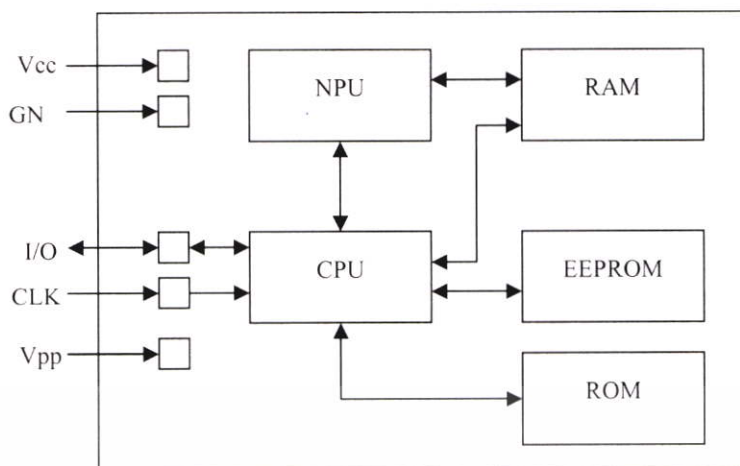 Vcc
GN
NPU
RAM
I/O
CLK
Vpp
CPU
EEPROM
ROM